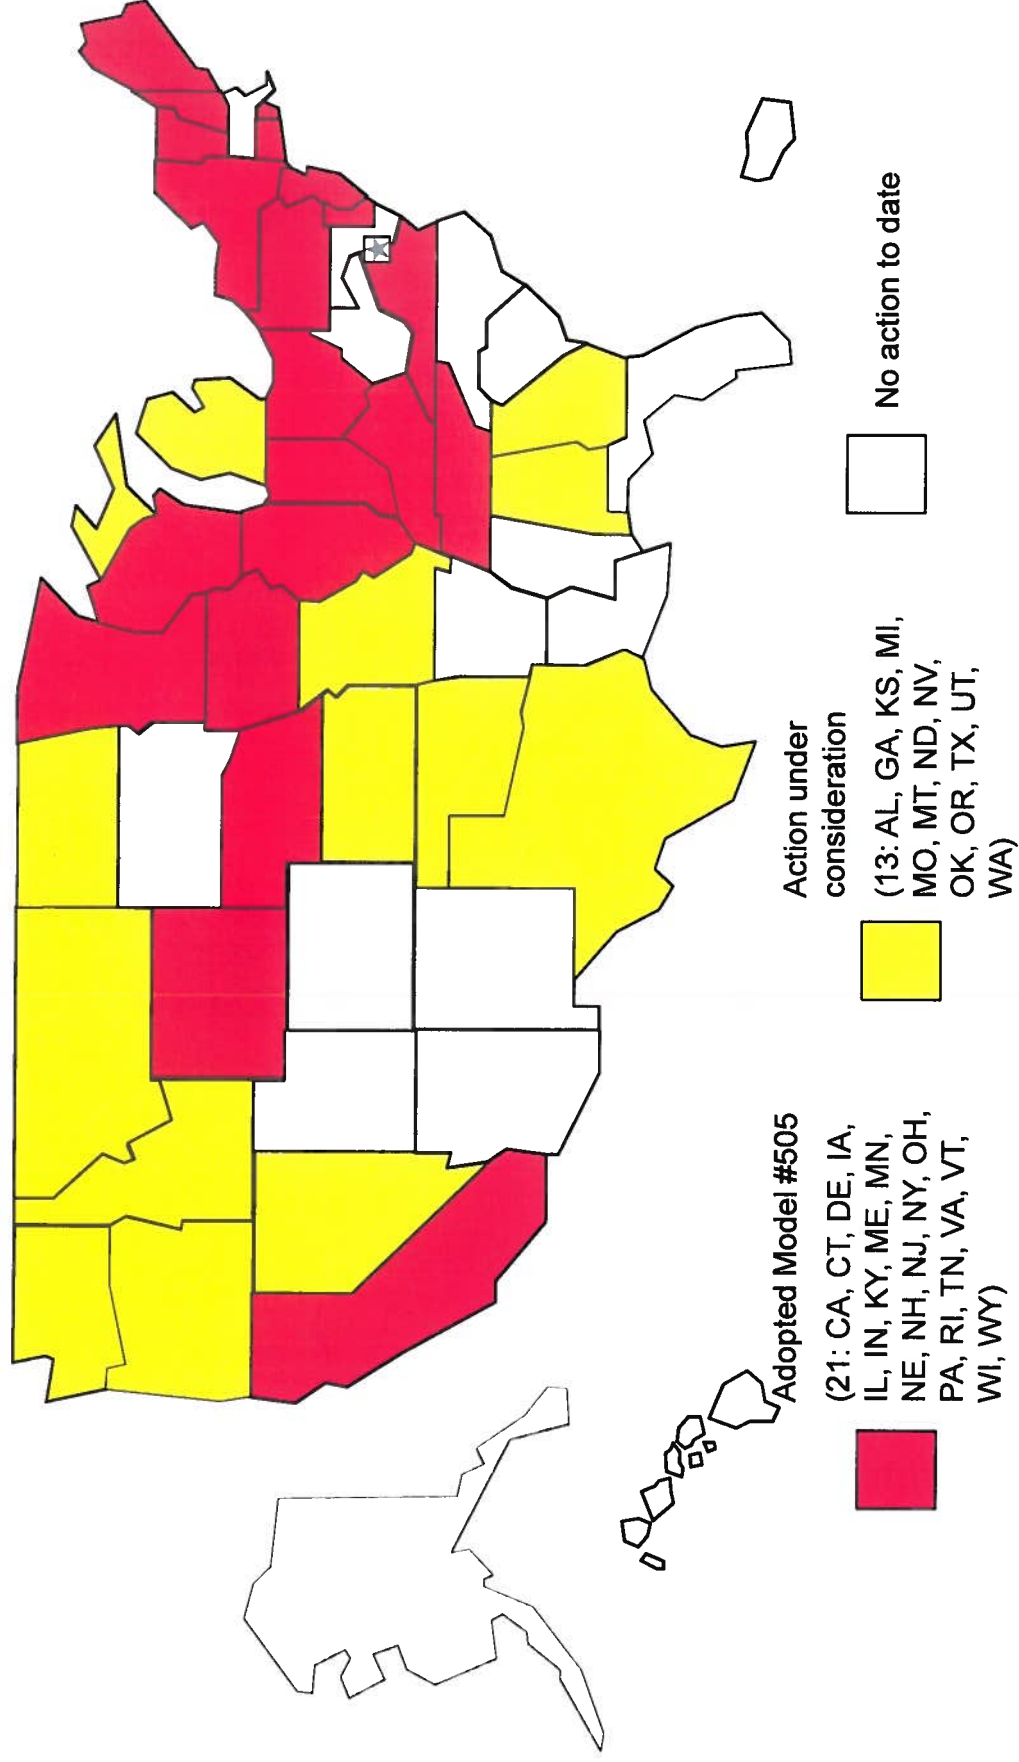 Adopted Model #505
(21: CA, CT, DE, IA,
IL, IN, KY, ME, MN,
NE, NH, NJ, NY, OH,
PA, RI, TN, VA, VT,
WI, WY)
Action under
consideration
(13: AL, GA, KS, MI,
MO, MT, ND, NV,
OK, OR, TX, UT,
WA)
No action to date